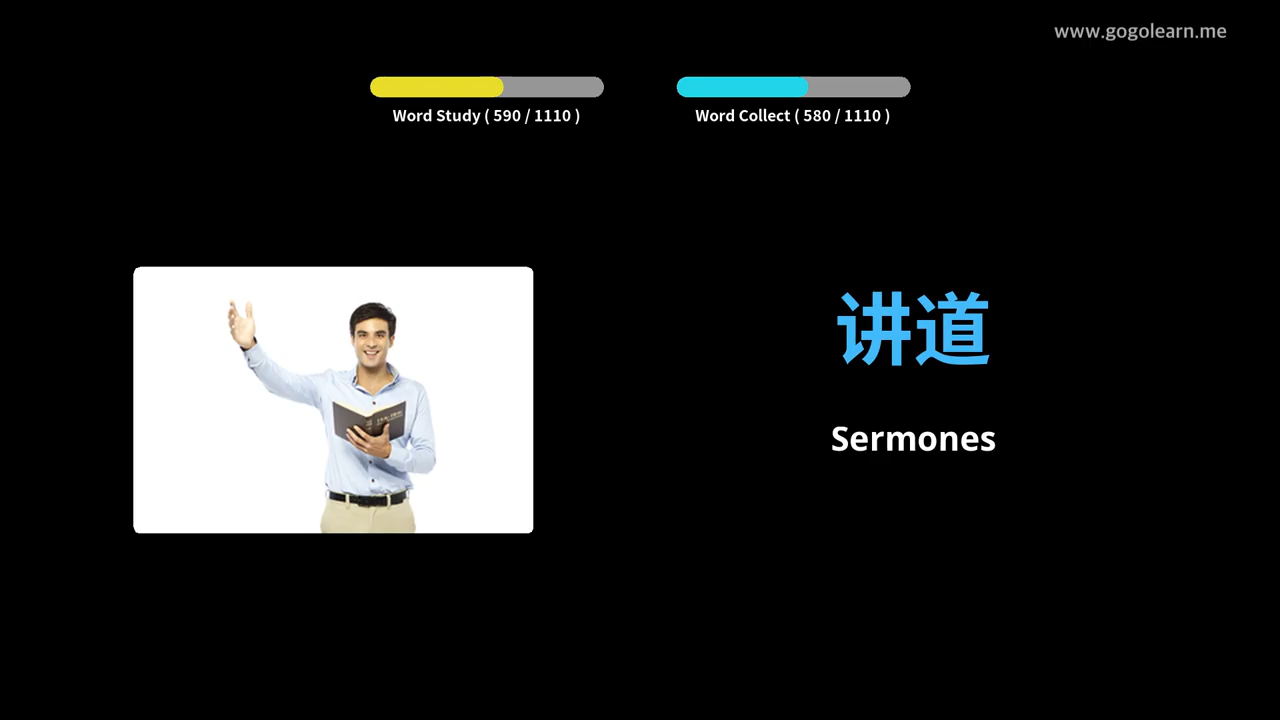 www.gogolearn.me
Word Study ( 590 / 1110 )
Word Collect ( 580 / 1110 )
讲道
Sermones